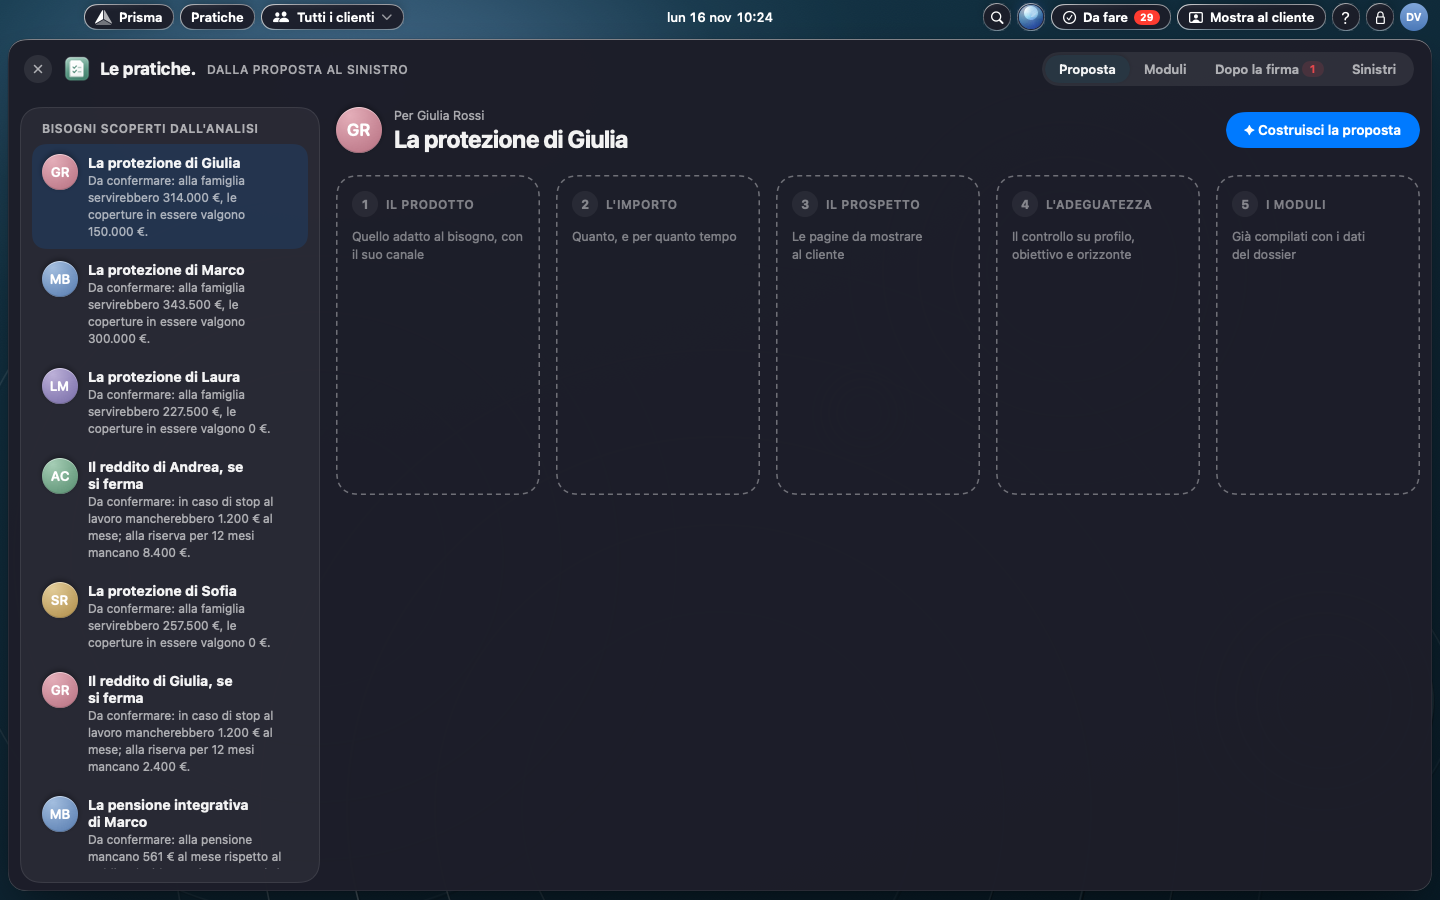 Prisma
Pratiche
Tutti i clienti
lun 16 nov 10:24
Da fare 29
Mostra al cliente
?
DV
Le pratiche. DALLA PROPOSTA AL SINISTRO
Proposta
Moduli
Dopo la firma 1
Sinistri
BISOGNI SCOPERTI DALL'ANALISI
GR
La protezione di Giulia
Da confermare: alla famiglia
servirebbero 314.000 €, le
coperture in essere valgono
150.000 €.
MB
La protezione di Marco
Da confermare: alla famiglia
servirebbero 343.500 €, le
coperture in essere valgono
300.000 €.
LM
La protezione di Laura
Da confermare: alla famiglia
servirebbero 227.500 €, le
coperture in essere valgono 0 €.
AC
Il reddito di Andrea, se
si ferma
Da confermare: in caso di stop al
lavoro mancherebbero 1.200 € al
mese; alla riserva per 12 mesi
mancano 8.400 €.
SR
La protezione di Sofia
Da confermare: alla famiglia
servirebbero 257.500 €, le
coperture in essere valgono 0 €.
GR
Il reddito di Giulia, se
si ferma
Da confermare: in caso di stop al
lavoro mancherebbero 1.200 € al
mese; alla riserva per 12 mesi
mancano 2.400 €.
MB
La pensione integrativa
di Marco
Da confermare: alla pensione
mancano 561 € al mese rispetto al
GR
Per Giulia Rossi
La protezione di Giulia
Costruisci la proposta
1 IL PRODOTTO
Quello adatto al bisogno, con
il suo canale
2 L'IMPORTO
Quanto, e per quanto tempo
3 IL PROSPETTO
Le pagine da mostrare
al cliente
4 L'ADEGUATEZZA
Il controllo su profilo,
obiettivo e orizzonte
5 I MODULI
Già compilati con i dati
del dossier